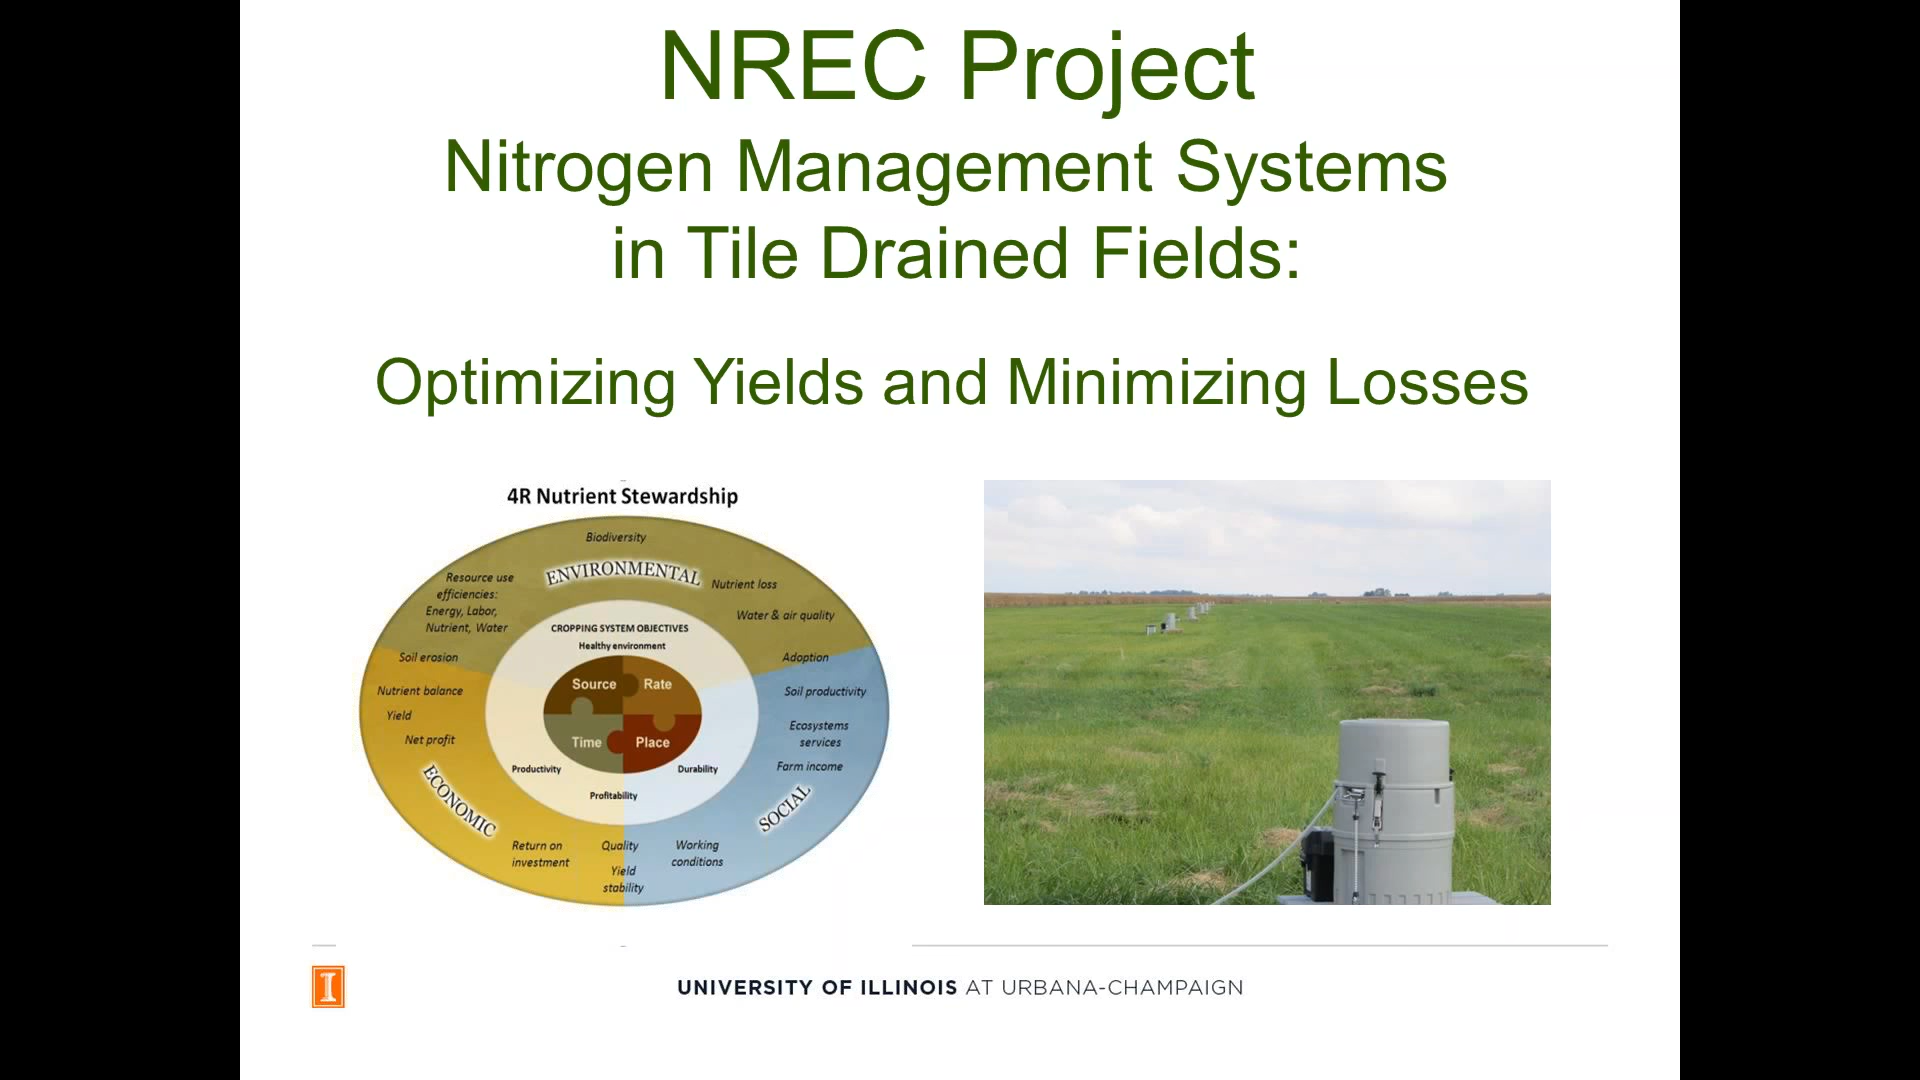 NREC Project
Nitrogen Management Systems
in Tile Drained Fields:
Optimizing Yields and Minimizing Losses
4R Nutrient Stewardship
Biodiversity
ENVIRONMENTAL
Resource use
efficiencies:
Energy, Labor,
Nutrient, Water
Nutrient loss
Water & air quality
CROPPING SYSTEM OBJECTIVES
Healthy environment
Soil erosion
Adoption
Source
Rate
Nutrient balance
Soil productivity
Yield
Ecosystems
services
Net profit
Time
Place
Farm income
Productivity
Durability
Profitability
ECONOMIC
SOCIAL
Return on
investment
Quality
Yield
stability
Working
conditions
I
UNIVERSITY OF ILLINOIS AT URBANA-CHAMPAIGN